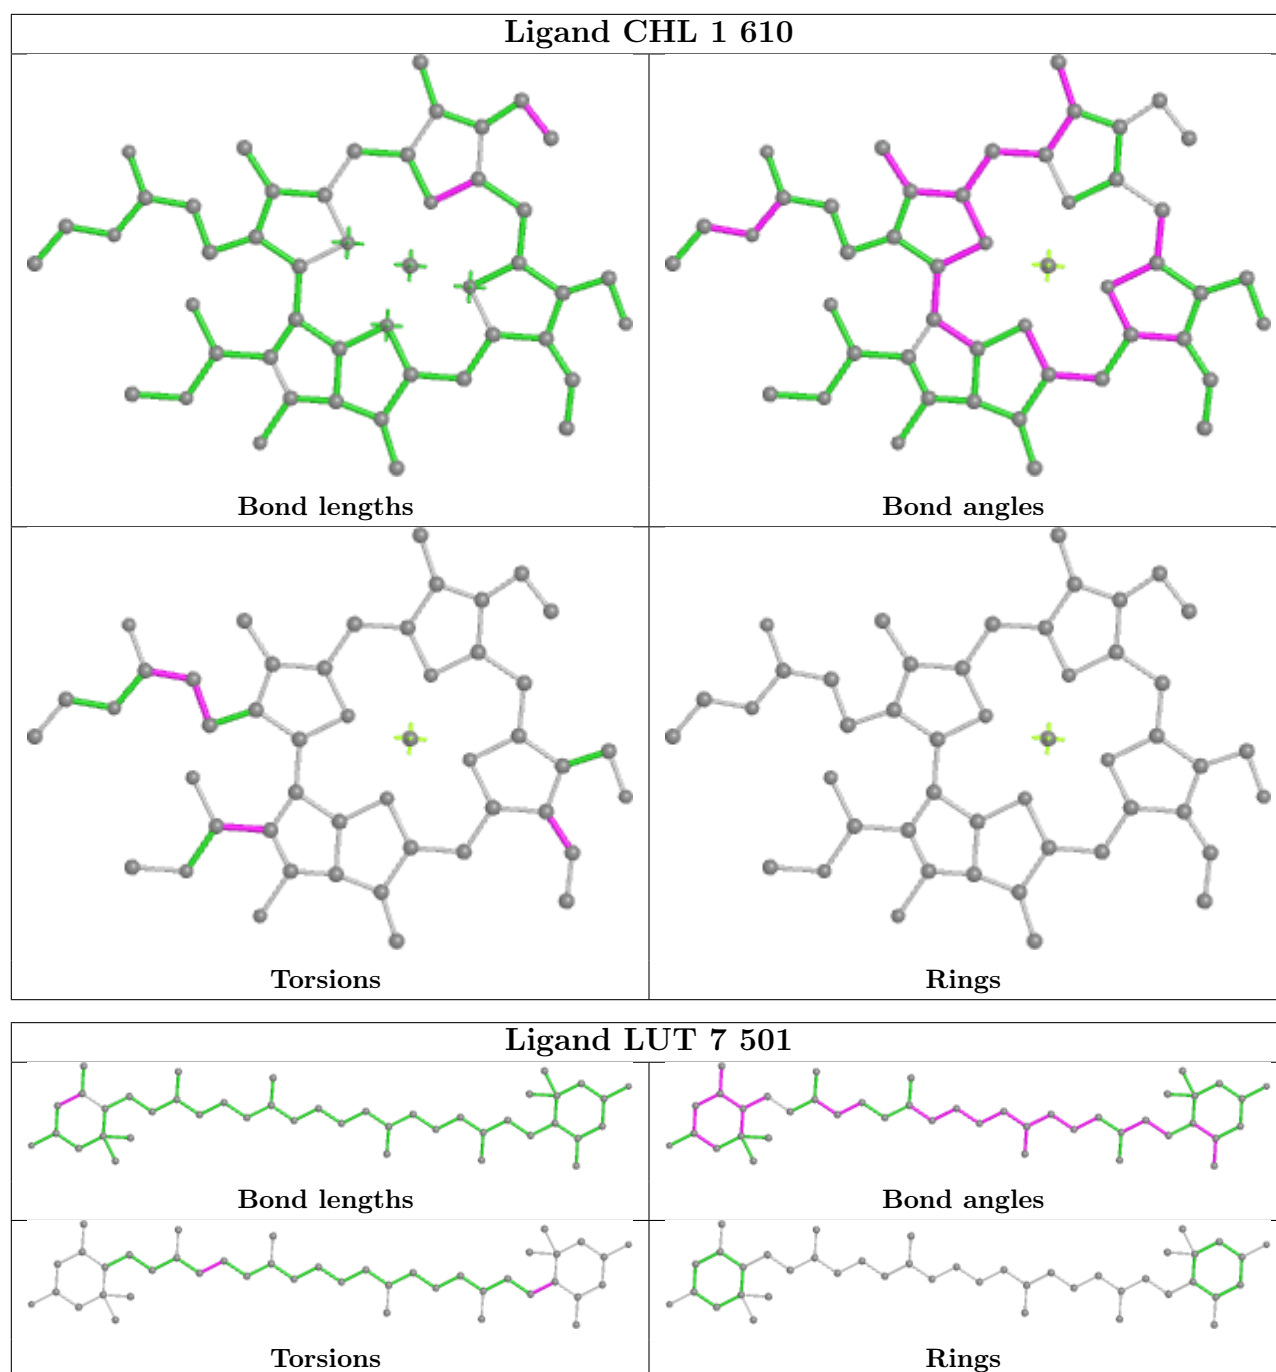 Ligand CHL 1 610
Bond lengths
Bond angles
Torsions
Rings
Ligand LUT 7 501
Bond lengths
Bond angles
Torsions
Rings